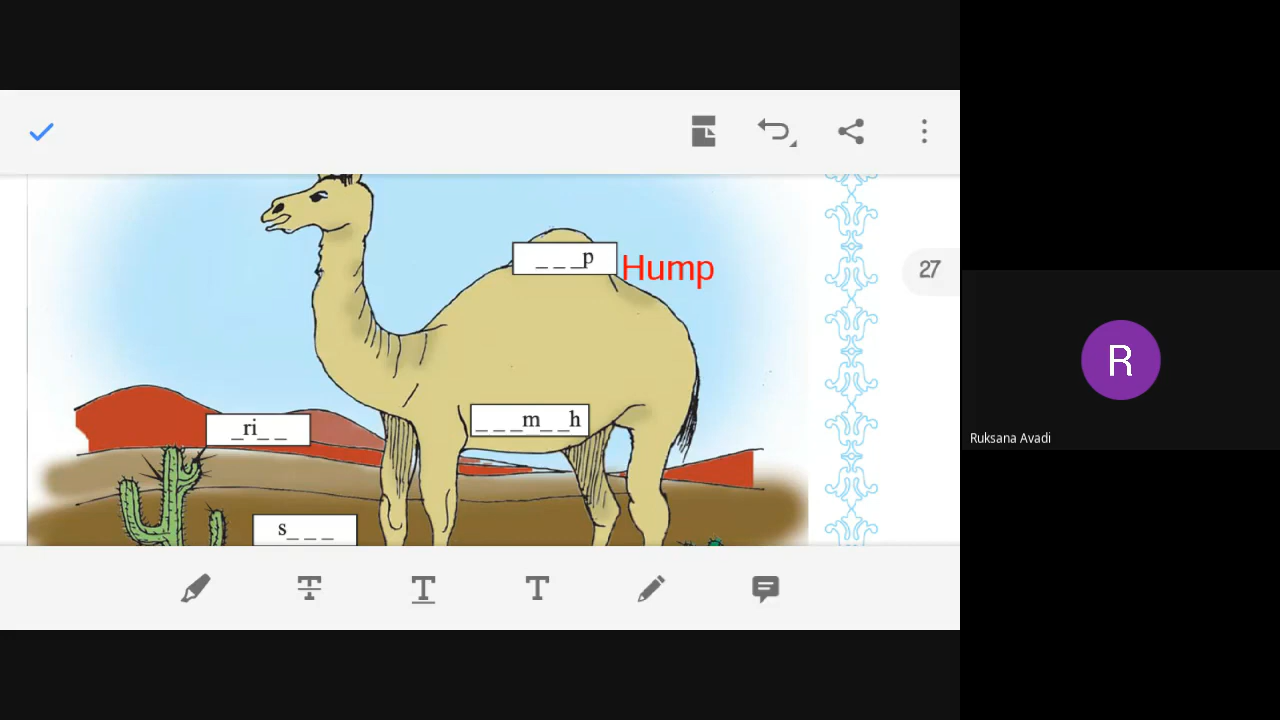 _ _ _p
Hump
27
_ _ _m_ _h
_ri_ _
s_ _ _
R
Ruksana Avadi
T
T
T